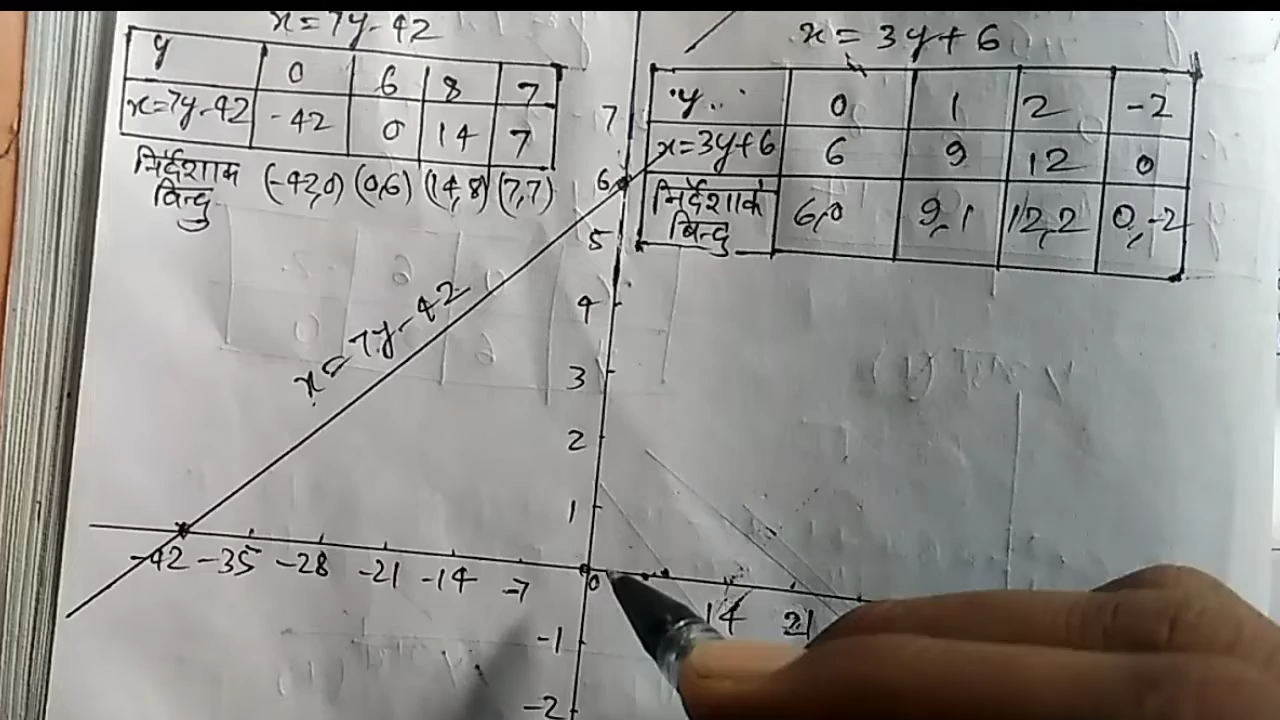 x=7y-42
y 0 6 8 7
x=7y-42 -42 0 14 7
निर्देशाक (-42,0) (0,6) (14,8) (7,7)
बिन्दु
x=3y+6
y 0 1 2 -2
x=3y+6 6 9 12 0
निर्देशाक 6,0 9,1 12,2 0,-2
बिन्दु
7
6
5
x=7y-42
4
3
2
1
-42 -35 -28 -21 -14 -7 0 14 21
-1
-2